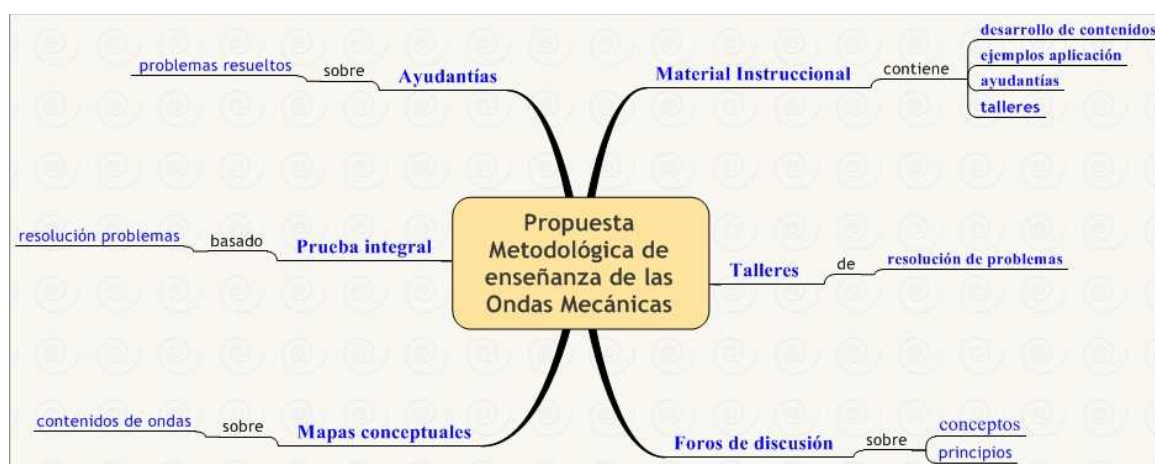 Propuesta
Metodológica de
enseñanza de las
Ondas Mecánicas
Material Instruccional
contiene
desarrollo de contenidos
ejemplos aplicación
ayudantías
talleres
Talleres
de
resolución de problemas
Foros de discusión
sobre
conceptos
principios
Ayudantías
sobre
problemas resueltos
Prueba integral
basado
resolución problemas
Mapas conceptuales
sobre
contenidos de ondas